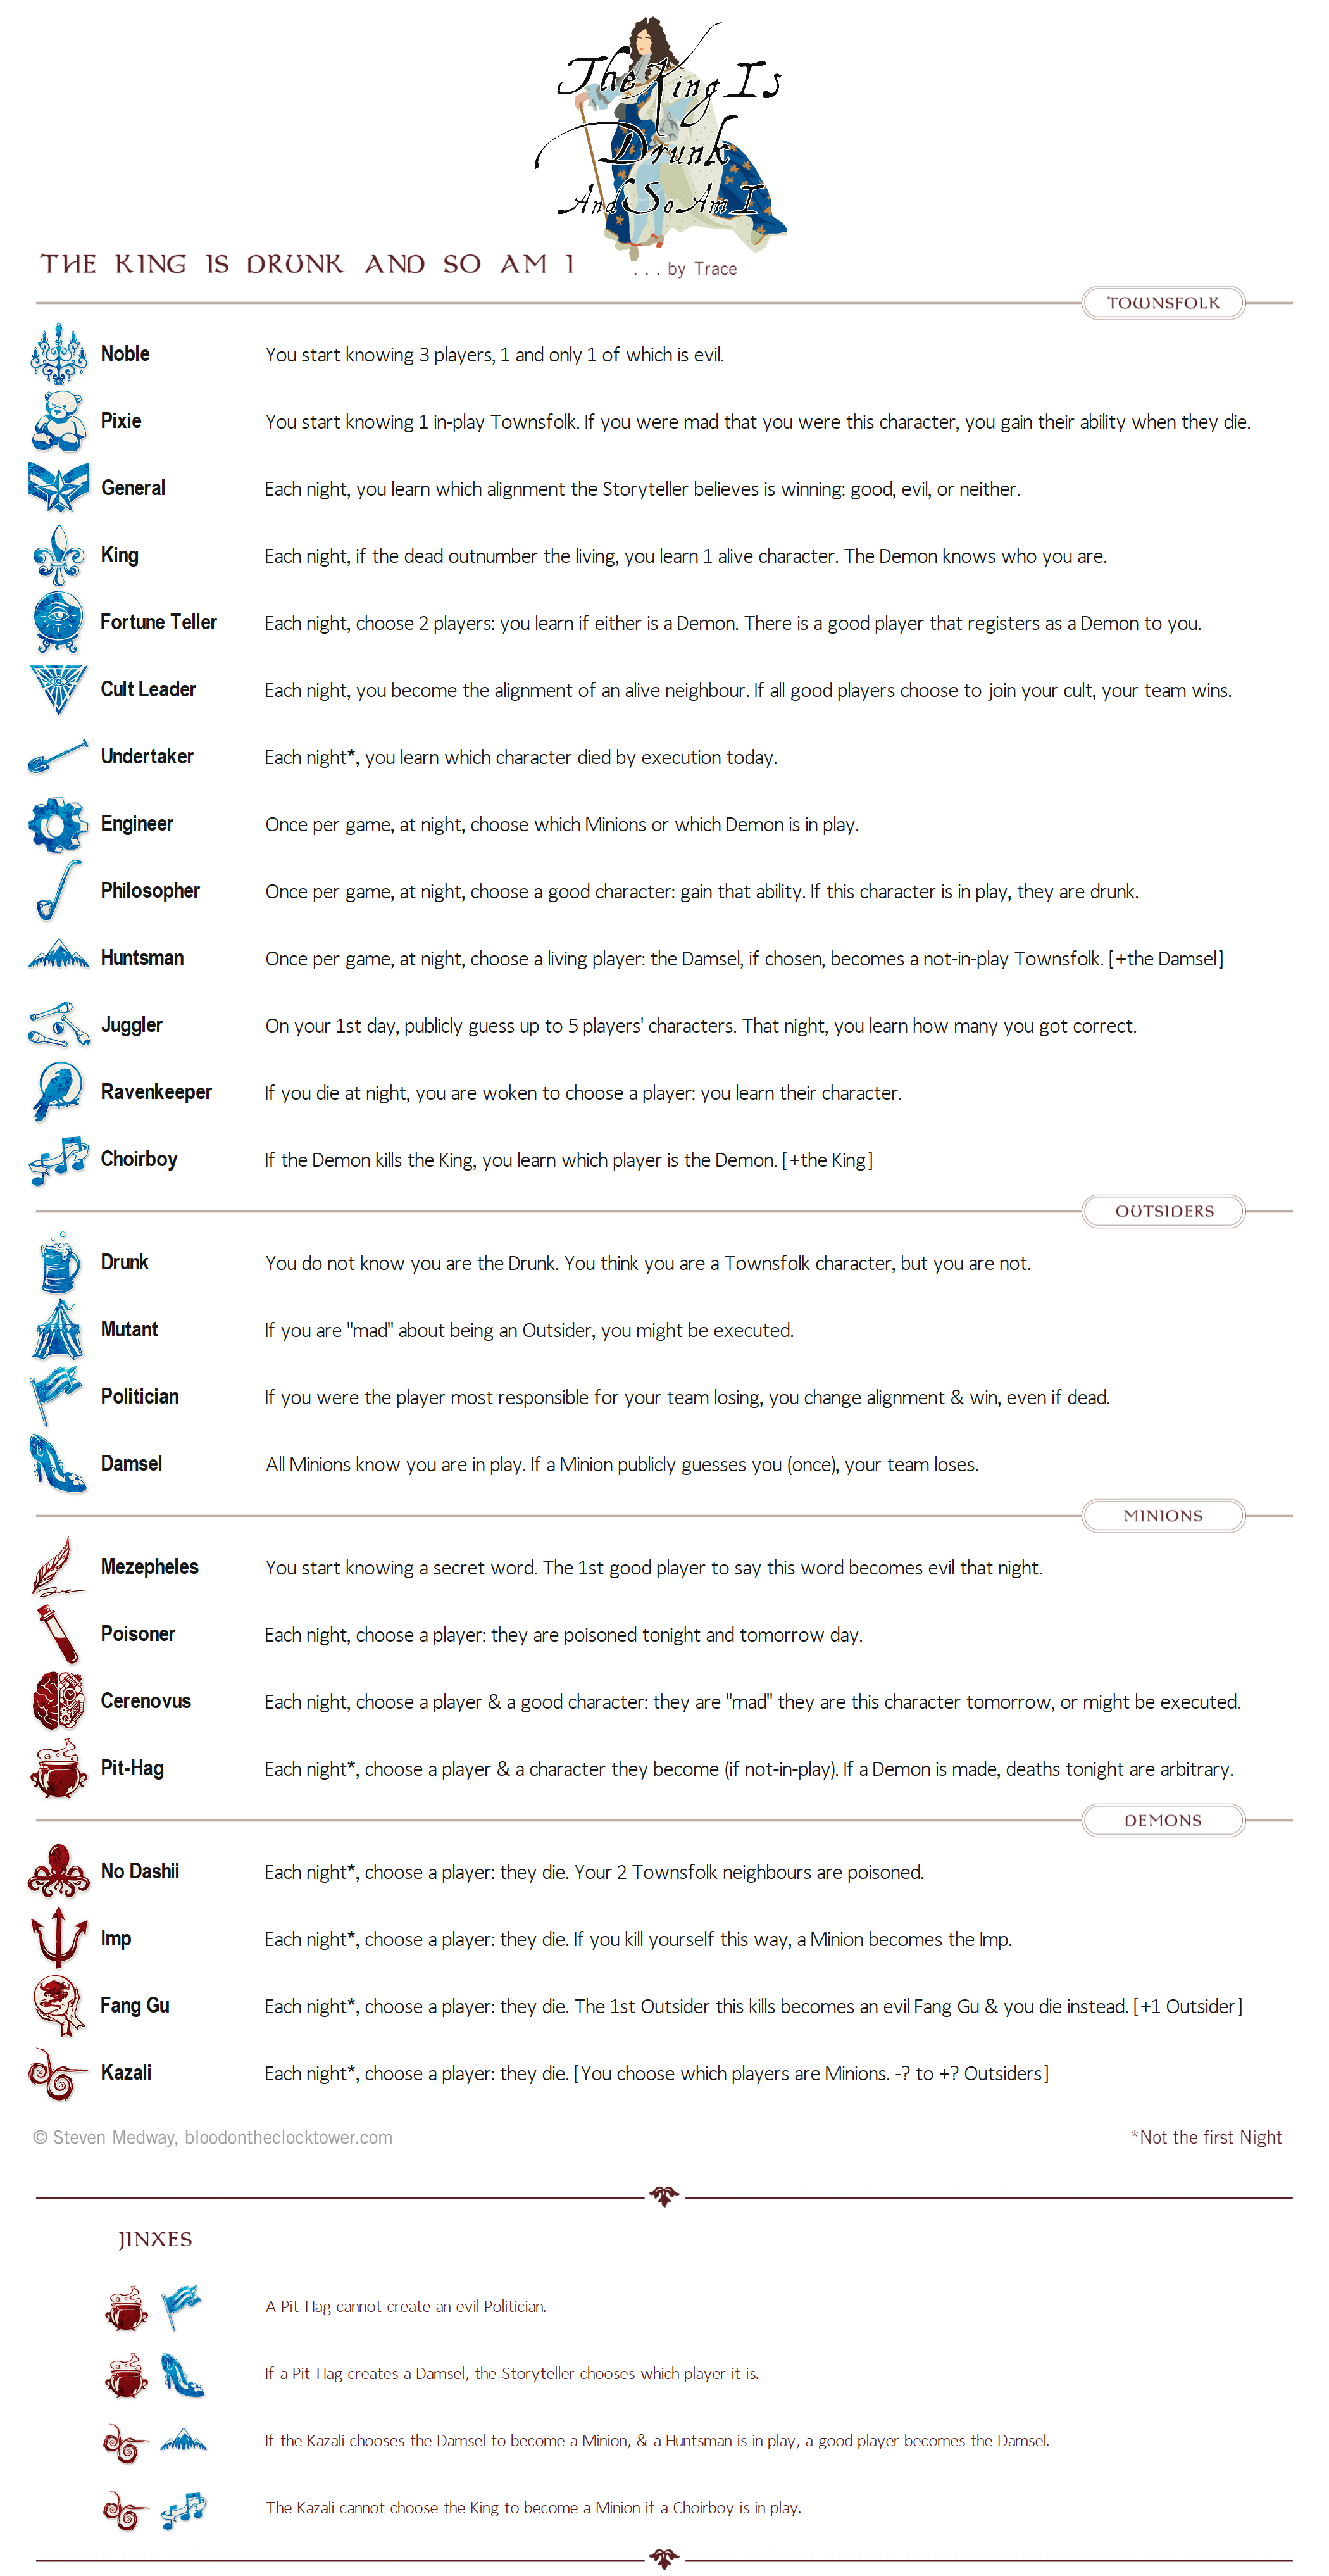 The King Is
Drunk
And So Am I
THE KING IS DRUNK AND SO AM I
. . . by Trace
TOWNSFOLK
Noble
You start knowing 3 players, 1 and only 1 of which is evil.
Pixie
You start knowing 1 in-play Townsfolk. If you were mad that you were this character, you gain their ability when they die.
General
Each night, you learn which alignment the Storyteller believes is winning: good, evil, or neither.
King
Each night, if the dead outnumber the living, you learn 1 alive character. The Demon knows who you are.
Fortune Teller
Each night, choose 2 players: you learn if either is a Demon. There is a good player that registers as a Demon to you.
Cult Leader
Each night, you become the alignment of an alive neighbour. If all good players choose to join your cult, your team wins.
Undertaker
Each night*, you learn which character died by execution today.
Engineer
Once per game, at night, choose which Minions or which Demon is in play.
Philosopher
Once per game, at night, choose a good character: gain that ability. If this character is in play, they are drunk.
Huntsman
Once per game, at night, choose a living player: the Damsel, if chosen, becomes a not-in-play Townsfolk. [+the Damsel]
Juggler
On your 1st day, publicly guess up to 5 players' characters. That night, you learn how many you got correct.
Ravenkeeper
If you die at night, you are woken to choose a player: you learn their character.
Choirboy
If the Demon kills the King, you learn which player is the Demon. [+the King]
OUTSIDERS
Drunk
You do not know you are the Drunk. You think you are a Townsfolk character, but you are not.
Mutant
If you are "mad" about being an Outsider, you might be executed.
Politician
If you were the player most responsible for your team losing, you change alignment & win, even if dead.
Damsel
All Minions know you are in play. If a Minion publicly guesses you (once), your team loses.
MINIONS
Mezepheles
You start knowing a secret word. The 1st good player to say this word becomes evil that night.
Poisoner
Each night, choose a player: they are poisoned tonight and tomorrow day.
Cerenovus
Each night, choose a player & a good character: they are "mad" they are this character tomorrow, or might be executed.
Pit-Hag
Each night*, choose a player & a character they become (if not-in-play). If a Demon is made, deaths tonight are arbitrary.
DEMONS
No Dashii
Each night*, choose a player: they die. Your 2 Townsfolk neighbours are poisoned.
Imp
Each night*, choose a player: they die. If you kill yourself this way, a Minion becomes the Imp.
Fang Gu
Each night*, choose a player: they die. The 1st Outsider this kills becomes an evil Fang Gu & you die instead. [+1 Outsider]
Kazali
Each night*, choose a player: they die. [You choose which players are Minions. -? to +? Outsiders]
© Steven Medway, bloodontheclocktower.com
*Not the first Night
JINXES
A Pit-Hag cannot create an evil Politician.
If a Pit-Hag creates a Damsel, the Storyteller chooses which player it is.
If the Kazali chooses the Damsel to become a Minion, & a Huntsman is in play, a good player becomes the Damsel.
The Kazali cannot choose the King to become a Minion if a Choirboy is in play.